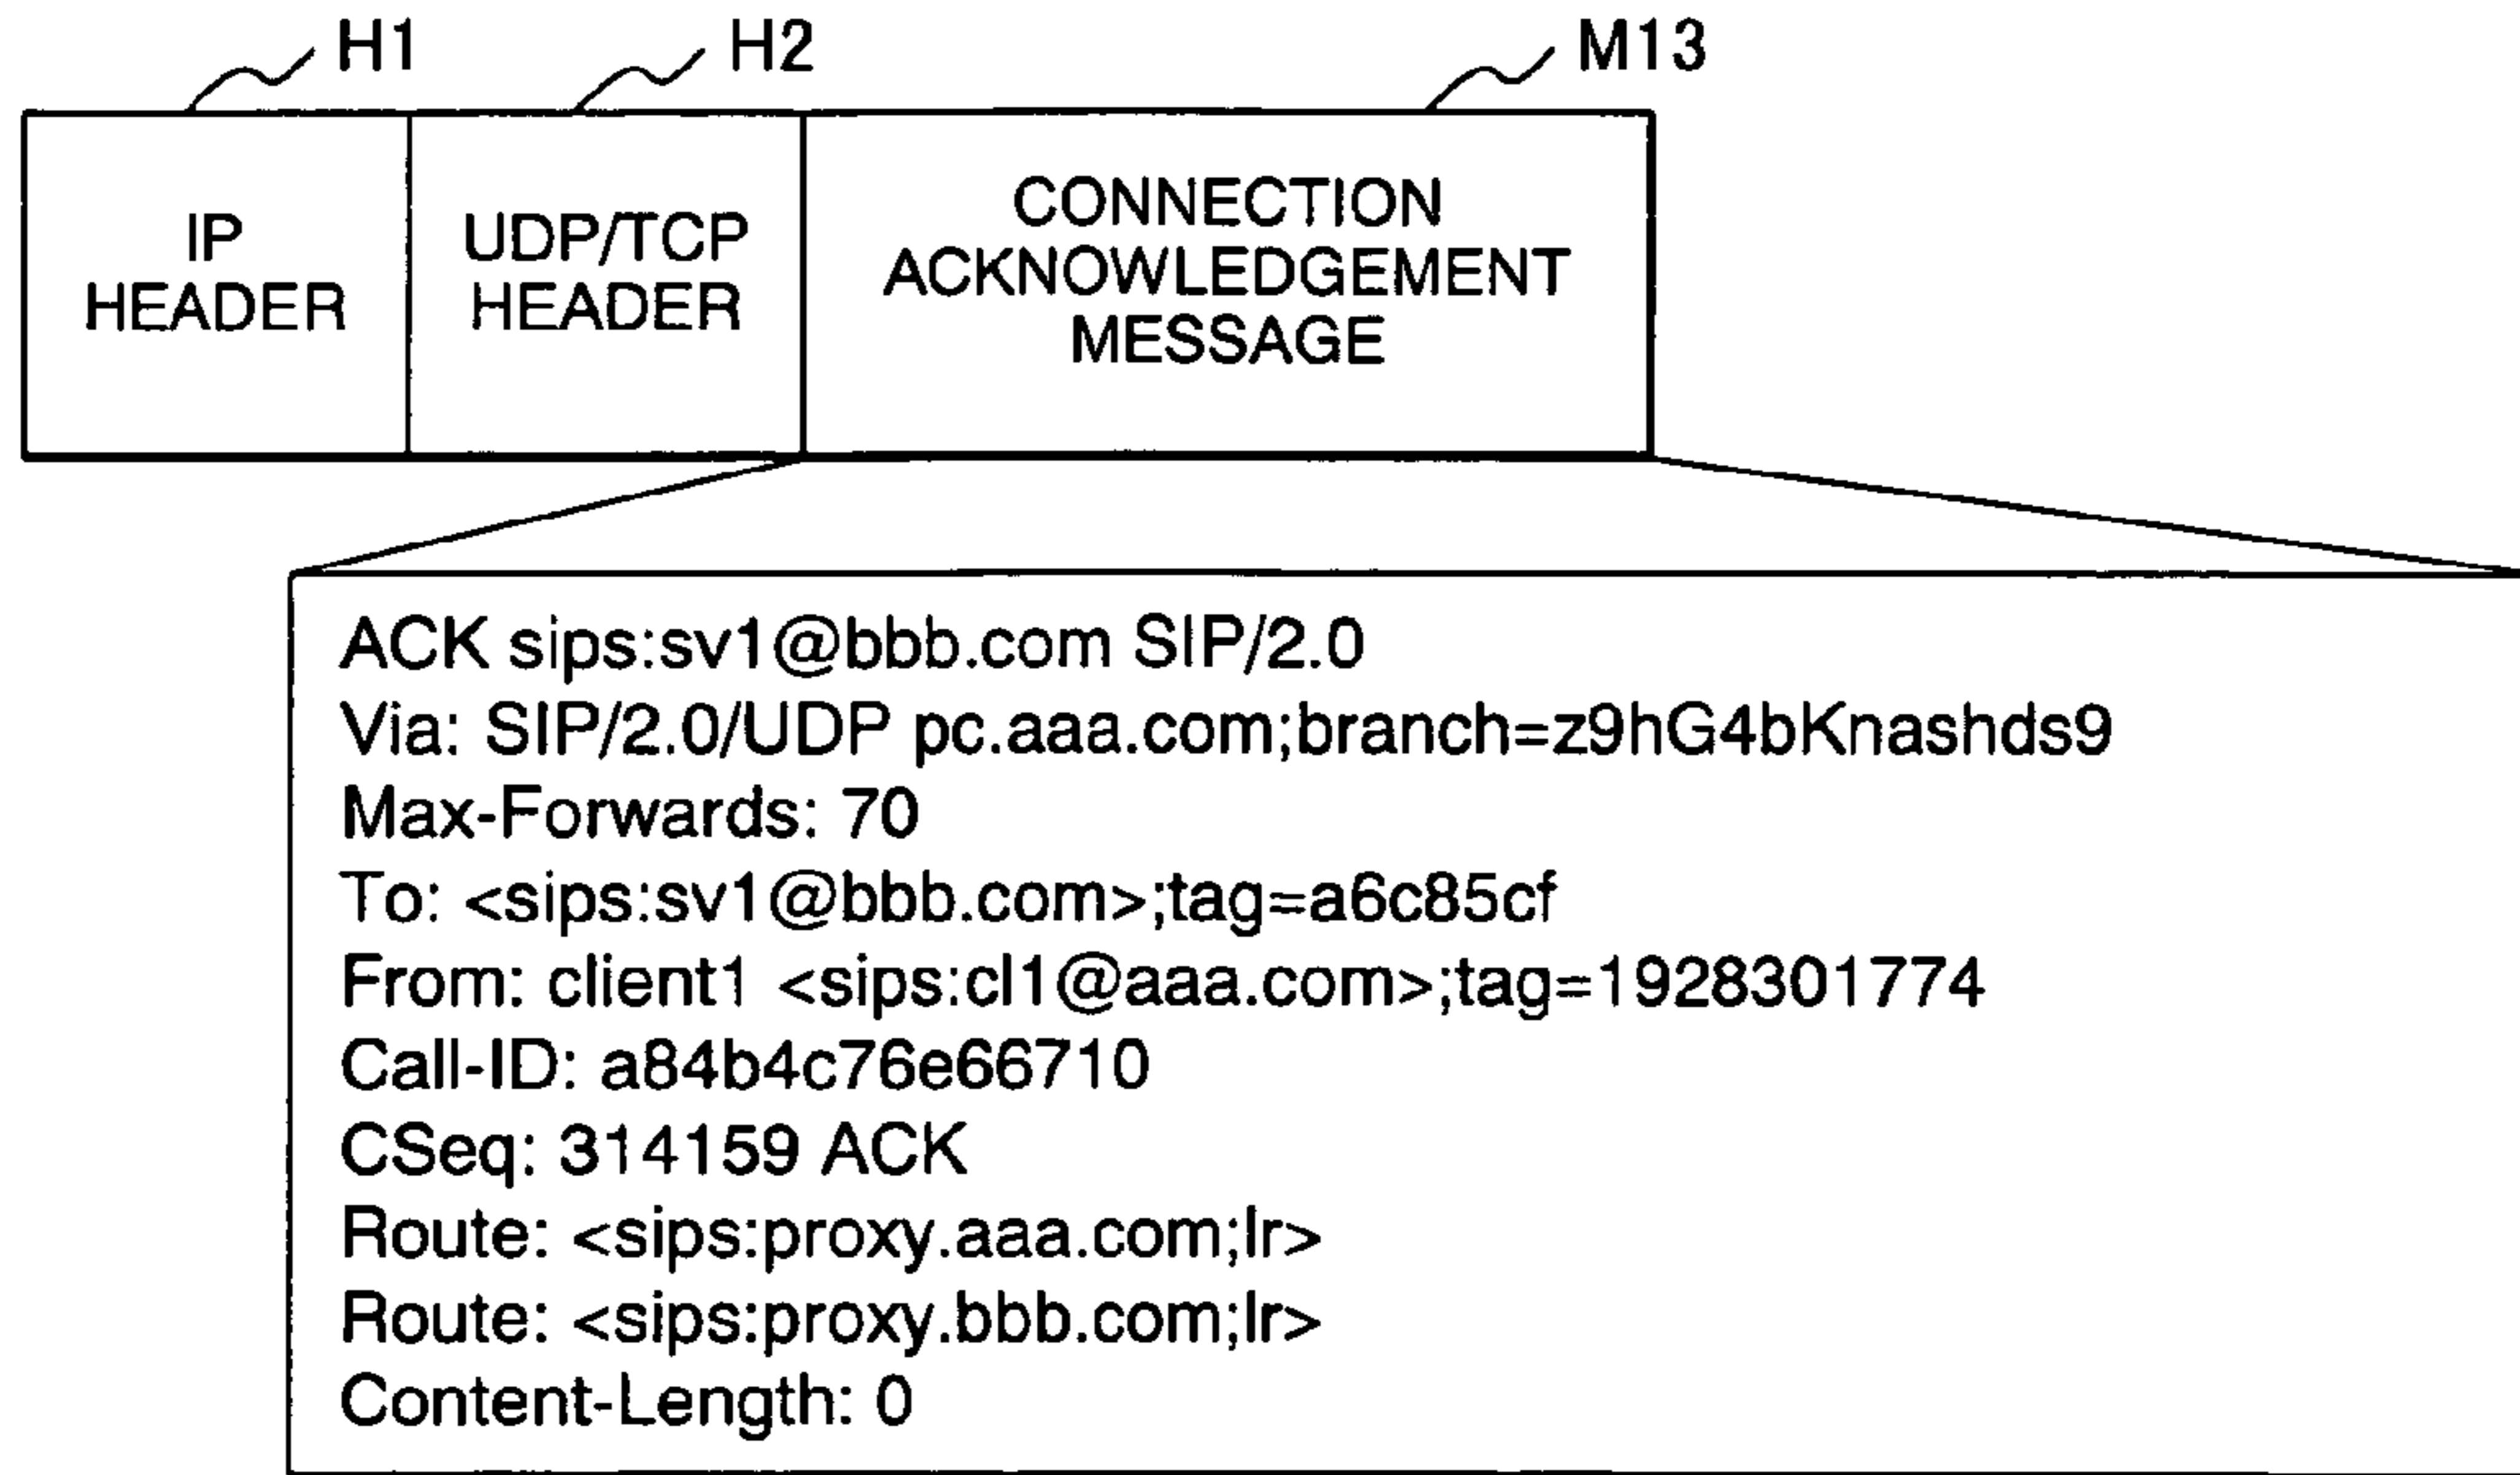 H1
H2
M13
IP
HEADER
UDP/TCP
HEADER
CONNECTION
ACKNOWLEDGEMENT
MESSAGE
ACK sips:sv1@bbb.com SIP/2.0
Via: SIP/2.0/UDP pc.aaa.com;branch=z9hG4bKnashds9
Max-Forwards: 70
To: <sips:sv1@bbb.com>;tag=a6c85cf
From: client1 <sips:cl1@aaa.com>;tag=1928301774
Call-ID: a84b4c76e66710
CSeq: 314159 ACK
Route: <sips:proxy.aaa.com;lr>
Route: <sips:proxy.bbb.com;lr>
Content-Length: 0